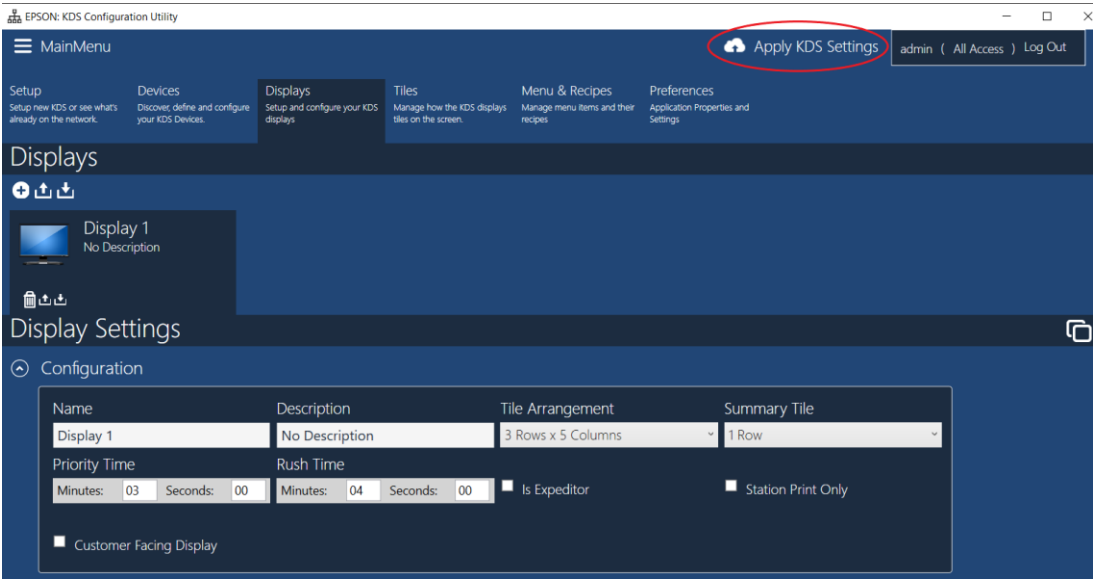 EPSON: KDS Configuration Utility
MainMenu
Apply KDS Settings
admin ( All Access ) Log Out
Setup
Setup new KDS or see what's
already on the network.
Devices
Discover, define and configure
your KDS Devices.
Displays
Setup and configure your KDS
displays
Tiles
Manage how the KDS displays
tiles on the screen.
Menu & Recipes
Manage menu items and their
recipes
Preferences
Application Properties and
Settings
Displays
Display 1
No Description
Display Settings
Configuration
Name
Description
Tile Arrangement
Summary Tile
Display 1
No Description
3 Rows x 5 Columns
1 Row
Priority Time
Rush Time
Minutes: 03 Seconds: 00
Minutes: 04 Seconds: 00
Is Expeditor
Station Print Only
Customer Facing Display